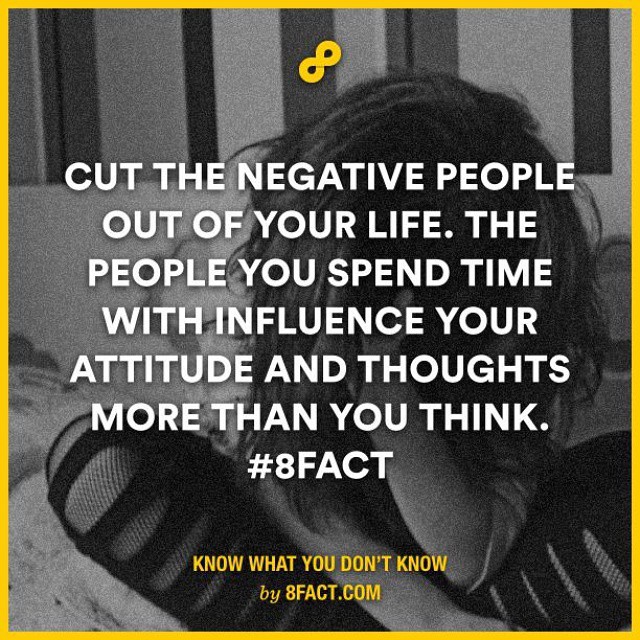 CUT THE NEGATIVE PEOPLE
OUT OF YOUR LIFE. THE
PEOPLE YOU SPEND TIME
WITH INFLUENCE YOUR
ATTITUDE AND THOUGHTS
MORE THAN YOU THINK.
#8FACT
KNOW WHAT YOU DON'T KNOW
by 8FACT.COM